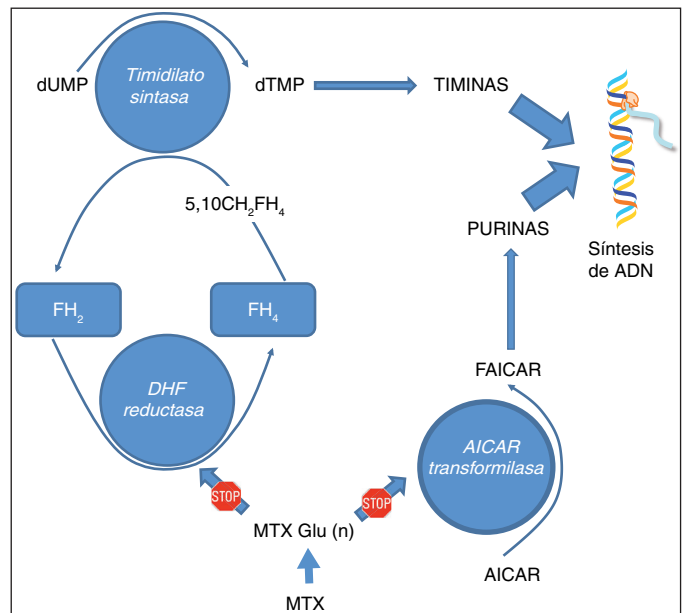 dUMP
Timidilato
sintasa
dTMP
TIMINAS
5,10CH₂FH₄
PURINAS
Síntesis
de ADN
FH₂
FH₄
FAICAR
DHF
reductasa
AICAR
transformilasa
STOP
STOP
MTX Glu (n)
AICAR
MTX